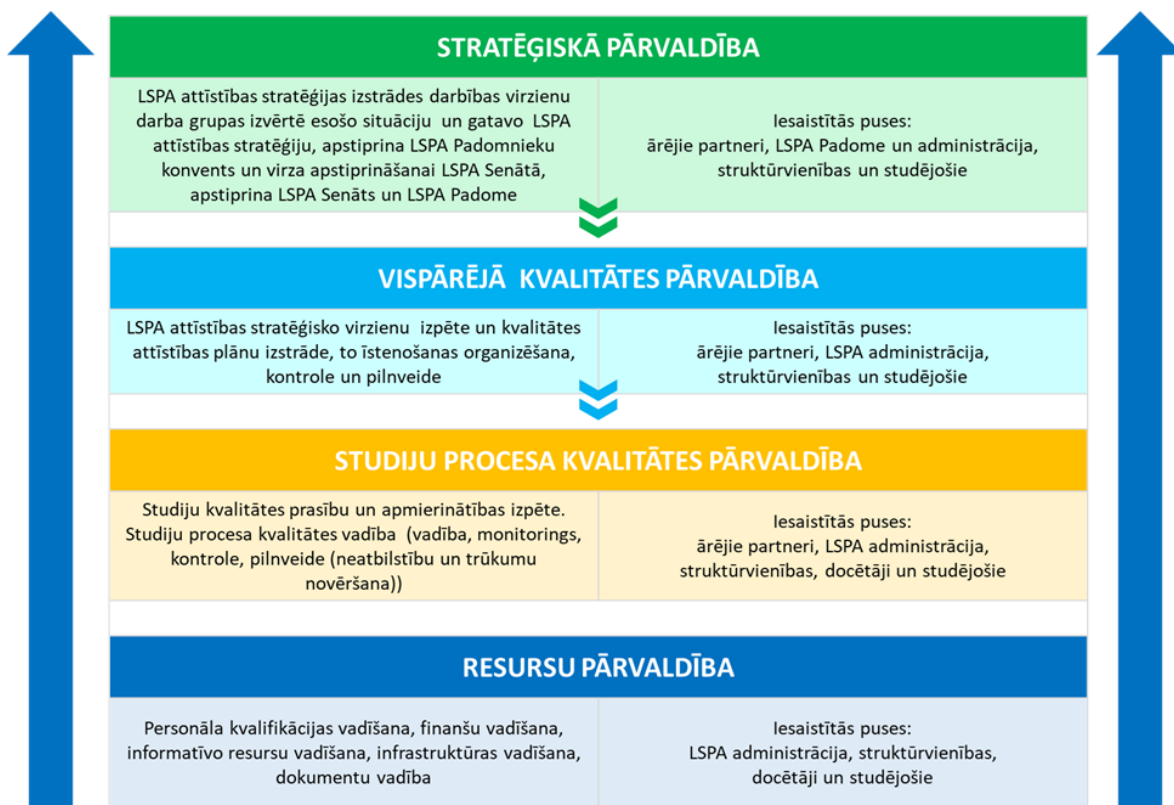 STRATĒĢISKĀ PĀRVALDĪBA
LSPA attīstības stratēģijas izstrādes darbības virzienu
darba grupas izvērtē esošo situāciju un gatavo LSPA
attīstības stratēģiju, apstiprina LSPA Padomnieku
konvents un virza apstiprināšanai LSPA Senātā,
apstiprina LSPA Senāts un LSPA Padome
Iesaistītās puses:
ārējie partneri, LSPA Padome un administrācija,
struktūrvienības un studējošie
VISPĀRĒJĀ KVALITĀTES PĀRVALDĪBA
LSPA attīstības stratēģisko virzienu izpēte un kvalitātes
attīstības plānu izstrāde, to īstenošanas organizēšana,
kontrole un pilnveide
Iesaistītās puses:
ārējie partneri, LSPA administrācija,
struktūrvienības un studējošie
STUDIJU PROCESA KVALITĀTES PĀRVALDĪBA
Studiju kvalitātes prasību un apmierinātības izpēte.
Studiju procesa kvalitātes vadība (vadība, monitorings,
kontrole, pilnveide (neatbilstību un trūkumu
novēršana))
Iesaistītās puses:
ārējie partneri, LSPA administrācija,
struktūrvienības, docētāji un studējošie
RESURSU PĀRVALDĪBA
Personāla kvalifikācijas vadīšana, finanšu vadīšana,
informatīvo resursu vadīšana, infrastruktūras vadīšana,
dokumentu vadība
Iesaistītās puses:
LSPA administrācija, struktūrvienības,
docētāji un studējošie